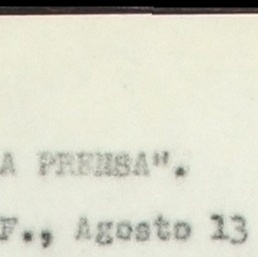 A PRENSA".
F., Agosto 13